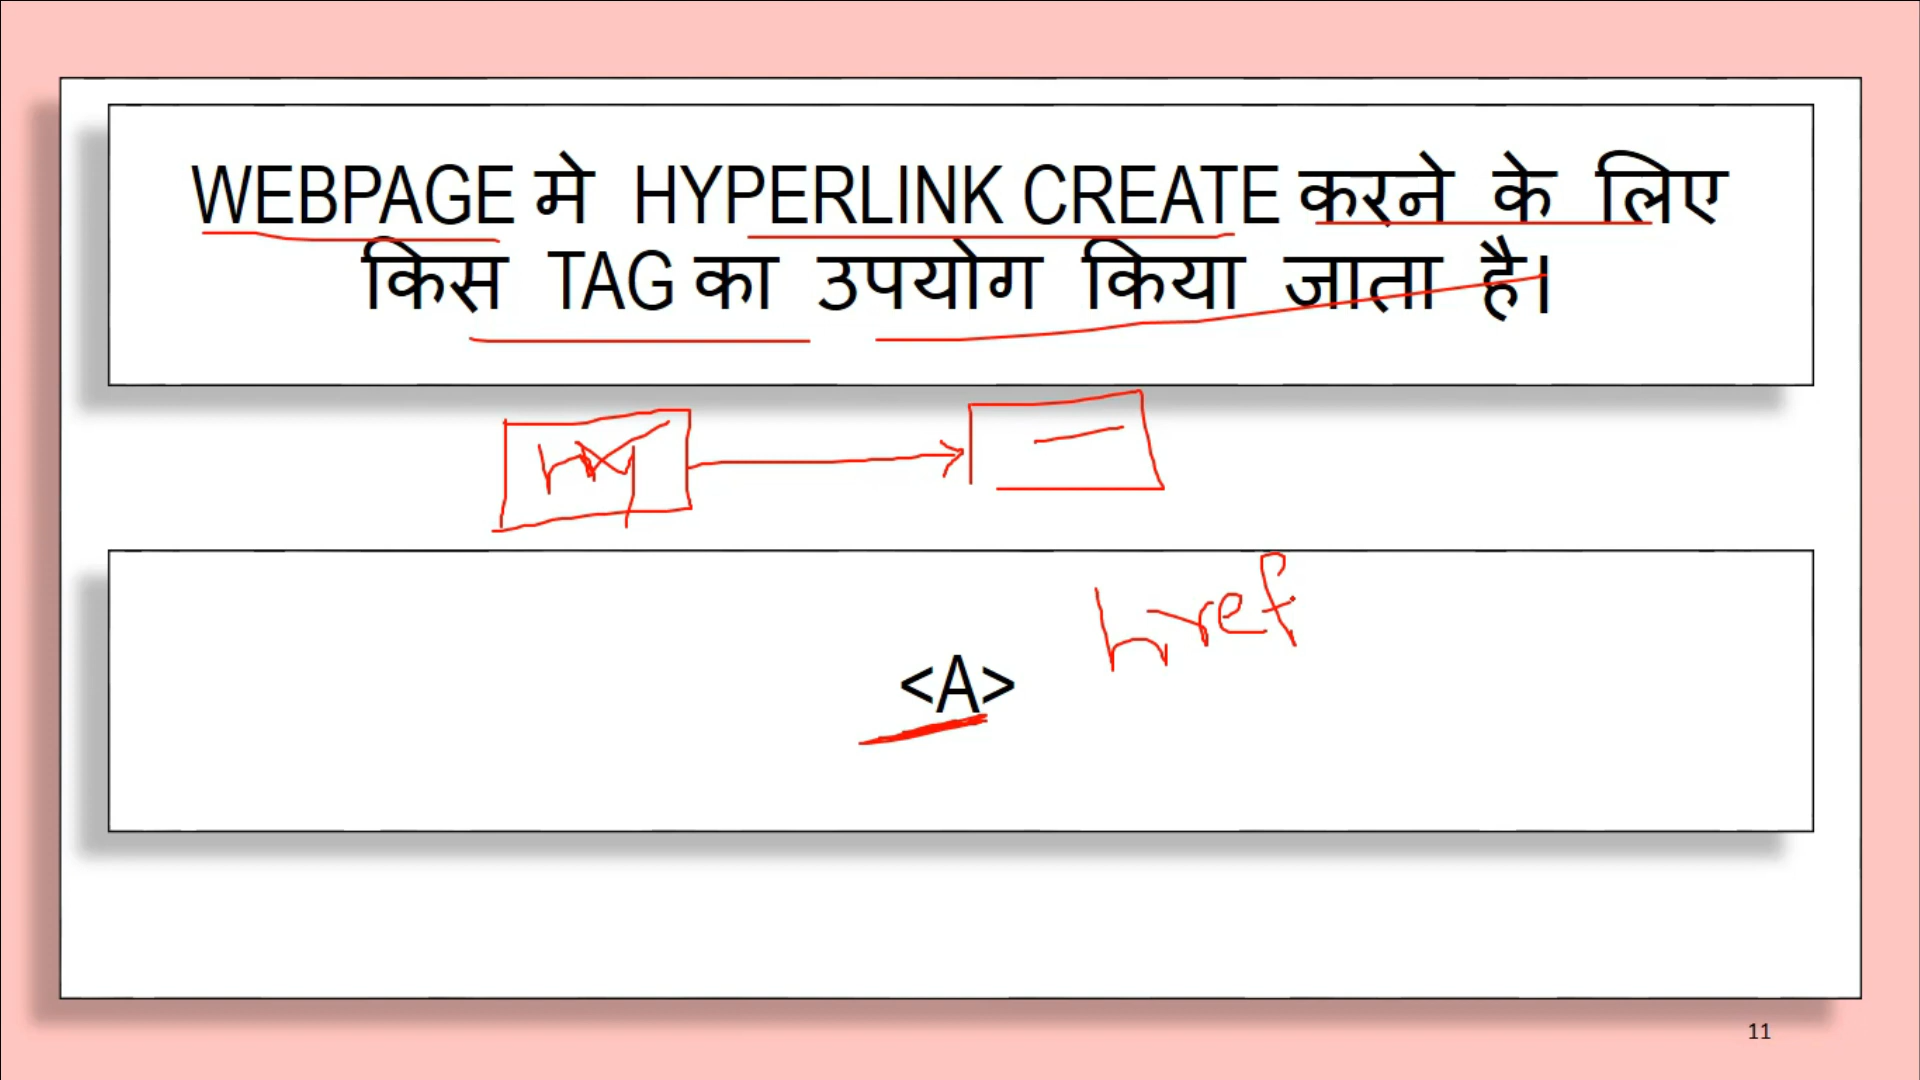 WEBPAGE मे HYPERLINK CREATE करने के लिए
किस TAG का उपयोग किया जाता है।
href
<A>
11